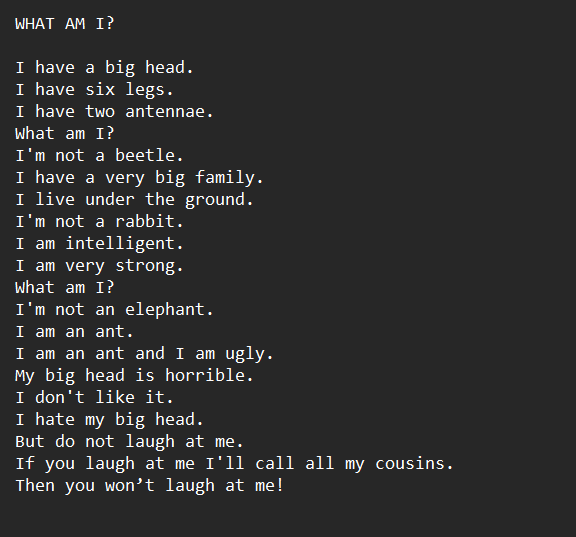 WHAT AM I?
I have a big head.
I have six legs.
I have two antennae.
What am I?
I'm not a beetle.
I have a very big family.
I live under the ground.
I'm not a rabbit.
I am intelligent.
I am very strong.
What am I?
I'm not an elephant.
I am an ant.
I am an ant and I am ugly.
My big head is horrible.
I don't like it.
I hate my big head.
But do not laugh at me.
If you laugh at me I'll call all my cousins.
Then you won’t laugh at me!